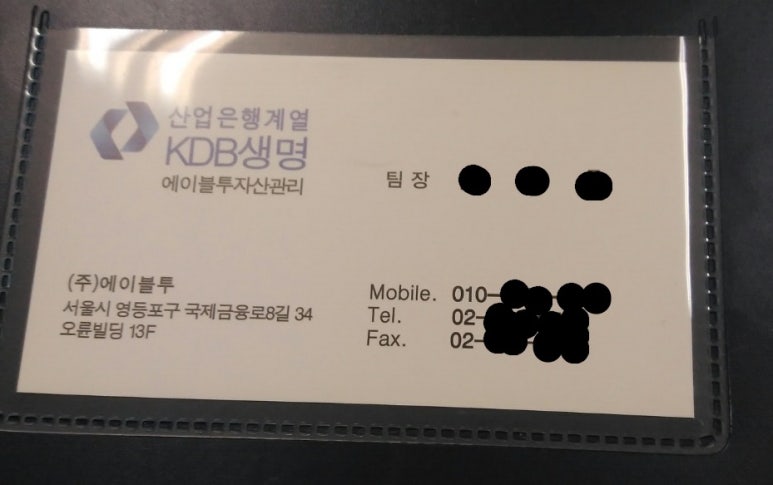 산업은행계열
KDB생명
에이블투자산관리
팀 장
(주)에이블투
서울시 영등포구 국제금융로8길 34
오륜빌딩 13F
Mobile. 010-
Tel. 02-
Fax. 02-